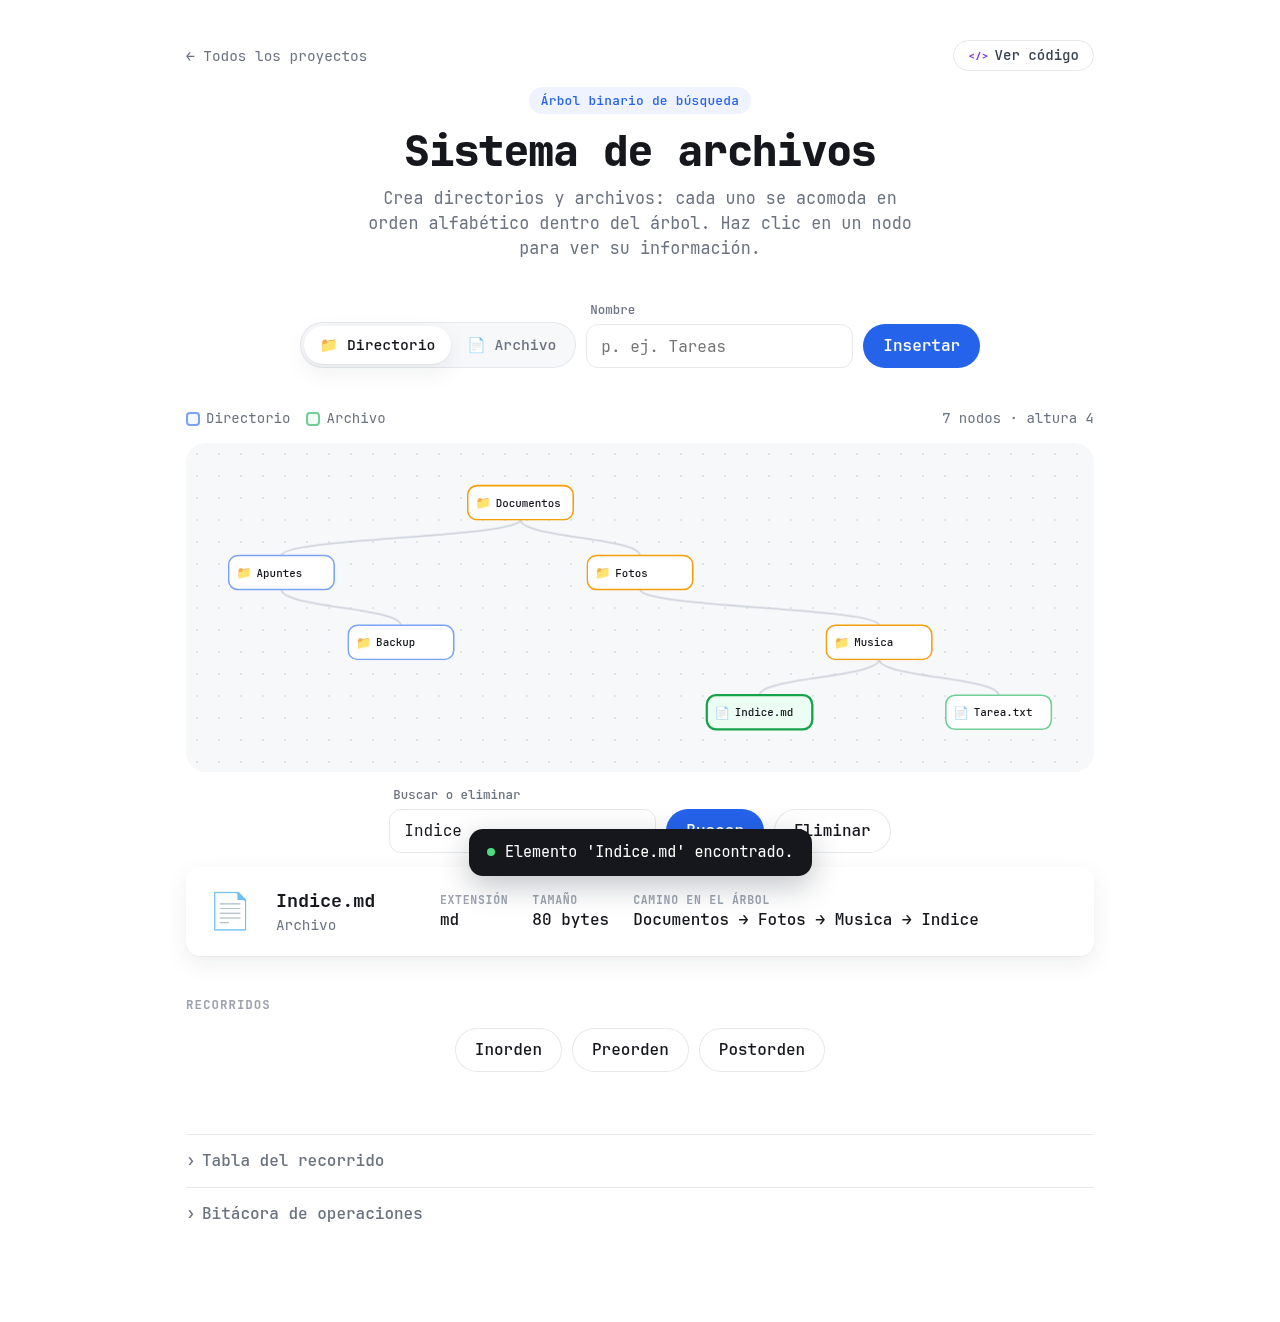 ← Todos los proyectos
</> Ver código
Árbol binario de búsqueda
Sistema de archivos
Crea directorios y archivos: cada uno se acomoda en
orden alfabético dentro del árbol. Haz clic en un nodo
para ver su información.
Nombre
Directorio
Archivo
p. ej. Tareas
Insertar
Directorio
Archivo
7 nodos · altura 4
Documentos
Apuntes
Fotos
Backup
Musica
Indice.md
Tarea.txt
Buscar o eliminar
Indice
Buscar
Eliminar
Elemento 'Indice.md' encontrado.
Indice.md
Archivo
EXTENSIÓN
md
TAMAÑO
80 bytes
CAMINO EN EL ÁRBOL
Documentos → Fotos → Musica → Indice
RECORRIDOS
Inorden
Preorden
Postorden
› Tabla del recorrido
› Bitácora de operaciones